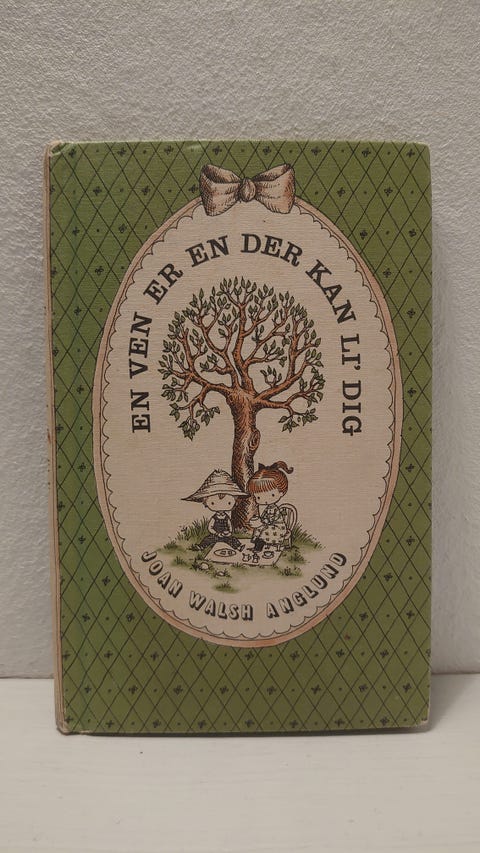 EN VEN ER EN DER KAN LI' DIG
JOAN WALSH ANGLUND